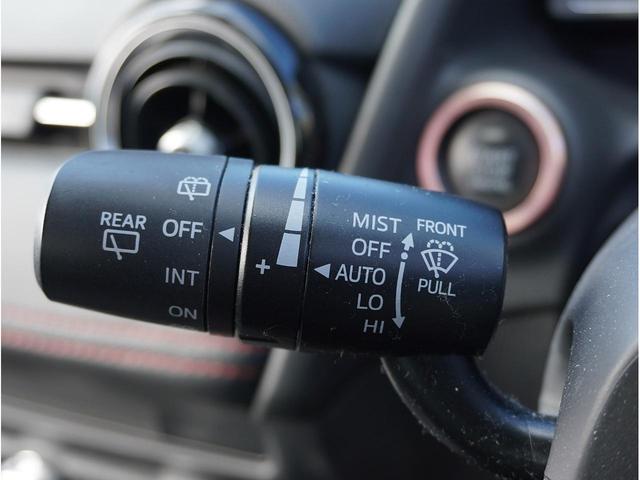 REAR
OFF
INT
ON
+
MIST
OFF
AUTO
LO
HI
FRONT
PULL